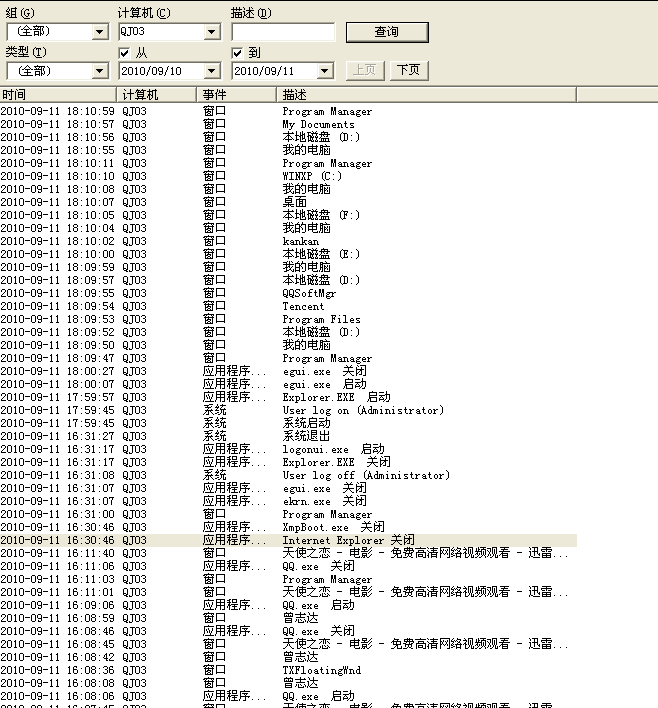 组(G) 计算机(C) 描述(D)
(全部) QJ03 查询
类型(T) 从 到
(全部) 2010/09/10 2010/09/11 上页 下页
时间 计算机 事件 描述
2010-09-11 18:10:59 QJ03 窗口 Program Manager
2010-09-11 18:10:57 QJ03 窗口 My Documents
2010-09-11 18:10:56 QJ03 窗口 本地磁盘 (D:)
2010-09-11 18:10:55 QJ03 窗口 我的电脑
2010-09-11 18:10:11 QJ03 窗口 Program Manager
2010-09-11 18:10:10 QJ03 窗口 WINXP (C:)
2010-09-11 18:10:08 QJ03 窗口 我的电脑
2010-09-11 18:10:07 QJ03 窗口 桌面
2010-09-11 18:10:05 QJ03 窗口 本地磁盘 (F:)
2010-09-11 18:10:04 QJ03 窗口 我的电脑
2010-09-11 18:10:02 QJ03 窗口 kankan
2010-09-11 18:10:00 QJ03 窗口 本地磁盘 (E:)
2010-09-11 18:09:59 QJ03 窗口 我的电脑
2010-09-11 18:09:57 QJ03 窗口 本地磁盘 (D:)
2010-09-11 18:09:55 QJ03 窗口 QQSoftMgr
2010-09-11 18:09:54 QJ03 窗口 Tencent
2010-09-11 18:09:53 QJ03 窗口 Program Files
2010-09-11 18:09:52 QJ03 窗口 本地磁盘 (D:)
2010-09-11 18:09:50 QJ03 窗口 我的电脑
2010-09-11 18:09:47 QJ03 窗口 Program Manager
2010-09-11 18:00:27 QJ03 应用程序... egui.exe 关闭
2010-09-11 18:00:07 QJ03 应用程序... egui.exe 启动
2010-09-11 17:59:57 QJ03 应用程序... Explorer.EXE 启动
2010-09-11 17:59:45 QJ03 系统 User log on (Administrator)
2010-09-11 17:59:45 QJ03 系统 系统启动
2010-09-11 16:31:27 QJ03 系统 系统退出
2010-09-11 16:31:17 QJ03 应用程序... logonui.exe 启动
2010-09-11 16:31:17 QJ03 应用程序... Explorer.EXE 关闭
2010-09-11 16:31:08 QJ03 系统 User log off (Administrator)
2010-09-11 16:31:07 QJ03 应用程序... egui.exe 关闭
2010-09-11 16:31:07 QJ03 应用程序... ekrn.exe 关闭
2010-09-11 16:31:00 QJ03 窗口 Program Manager
2010-09-11 16:30:46 QJ03 应用程序... XmpBoot.exe 关闭
2010-09-11 16:30:46 QJ03 应用程序... Internet Explorer 关闭
2010-09-11 16:11:40 QJ03 窗口 天使之恋 - 电影 - 免费高清网络视频观看 - 迅雷...
2010-09-11 16:11:06 QJ03 应用程序... QQ.exe 关闭
2010-09-11 16:11:03 QJ03 窗口 Program Manager
2010-09-11 16:11:01 QJ03 窗口 天使之恋 - 电影 - 免费高清网络视频观看 - 迅雷...
2010-09-11 16:09:06 QJ03 应用程序... QQ.exe 启动
2010-09-11 16:08:59 QJ03 窗口 曾志达
2010-09-11 16:08:46 QJ03 应用程序... QQ.exe 关闭
2010-09-11 16:08:45 QJ03 窗口 天使之恋 - 电影 - 免费高清网络视频观看 - 迅雷...
2010-09-11 16:08:42 QJ03 窗口 曾志达
2010-09-11 16:08:36 QJ03 窗口 TXFloatingWnd
2010-09-11 16:08:08 QJ03 窗口 曾志达
2010-09-11 16:08:06 QJ03 应用程序... QQ.exe 启动
2010-09-11 16:07:45 QJ03 窗口 天使之恋 - 电影 - 免费高清网络视频观看 - 迅雷...